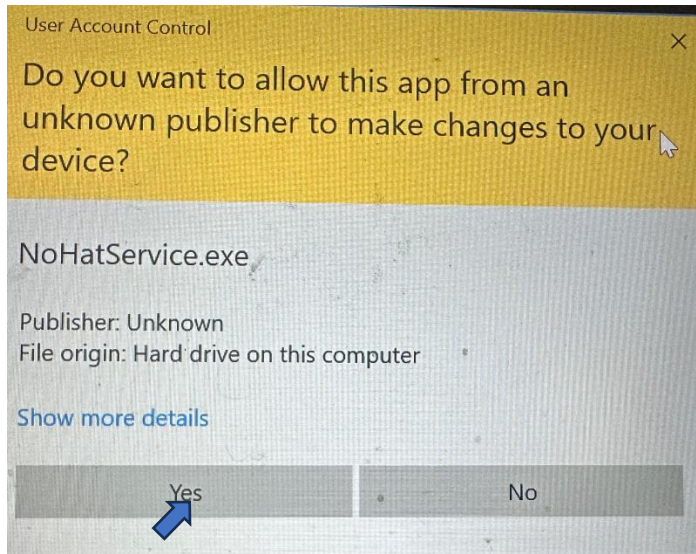 User Account Control
Do you want to allow this app from an
unknown publisher to make changes to your
device?
NoHatService.exe
Publisher: Unknown
File origin: Hard drive on this computer
Show more details
Yes
No